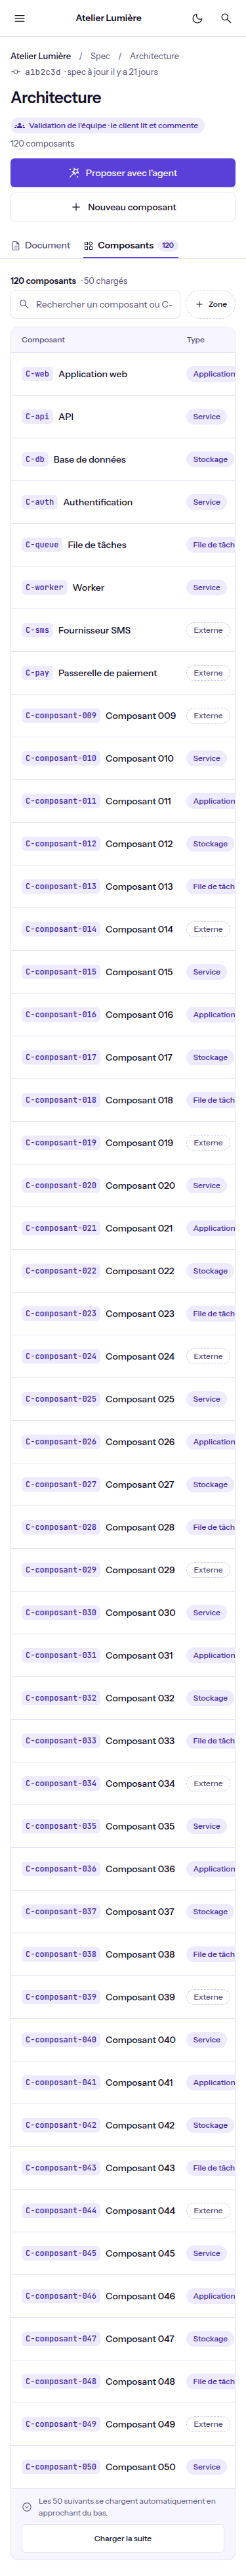 Atelier Lumière
Atelier Lumière / Spec / Architecture
a1b2c3d · spec à jour il y a 21 jours
Architecture
Validation de l'équipe · le client lit et commente
120 composants
Proposer avec l'agent
Nouveau composant
Document Composants 120
120 composants · 50 chargés
Rechercher un composant ou C- Zone
Composant Type
C-web Application web Application
C-api API Service
C-db Base de données Stockage
C-auth Authentification Service
C-queue File de tâches File de tâch
C-worker Worker Service
C-sms Fournisseur SMS Externe
C-pay Passerelle de paiement Externe
C-composant-009 Composant 009 Externe
C-composant-010 Composant 010 Service
C-composant-011 Composant 011 Application
C-composant-012 Composant 012 Stockage
C-composant-013 Composant 013 File de tâch
C-composant-014 Composant 014 Externe
C-composant-015 Composant 015 Service
C-composant-016 Composant 016 Application
C-composant-017 Composant 017 Stockage
C-composant-018 Composant 018 File de tâch
C-composant-019 Composant 019 Externe
C-composant-020 Composant 020 Service
C-composant-021 Composant 021 Application
C-composant-022 Composant 022 Stockage
C-composant-023 Composant 023 File de tâch
C-composant-024 Composant 024 Externe
C-composant-025 Composant 025 Service
C-composant-026 Composant 026 Application
C-composant-027 Composant 027 Stockage
C-composant-028 Composant 028 File de tâch
C-composant-029 Composant 029 Externe
C-composant-030 Composant 030 Service
C-composant-031 Composant 031 Application
C-composant-032 Composant 032 Stockage
C-composant-033 Composant 033 File de tâch
C-composant-034 Composant 034 Externe
C-composant-035 Composant 035 Service
C-composant-036 Composant 036 Application
C-composant-037 Composant 037 Stockage
C-composant-038 Composant 038 File de tâch
C-composant-039 Composant 039 Externe
C-composant-040 Composant 040 Service
C-composant-041 Composant 041 Application
C-composant-042 Composant 042 Stockage
C-composant-043 Composant 043 File de tâch
C-composant-044 Composant 044 Externe
C-composant-045 Composant 045 Service
C-composant-046 Composant 046 Application
C-composant-047 Composant 047 Stockage
C-composant-048 Composant 048 File de tâch
C-composant-049 Composant 049 Externe
C-composant-050 Composant 050 Service
Les 50 suivants se chargent automatiquement en
approchant du bas.
Charger la suite